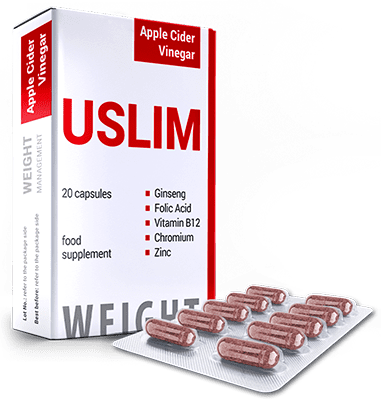 Apple Cider
Vinegar
USLIM
20 capsules
food
supplement
Ginseng
Folic Acid
Vitamin B12
Chromium
Zinc
WEIGHT
Apple Cider
Vinegar
WEIGHT
MANAGEMENT
Lot No.: refer to the package side
Best before: refer to the package side